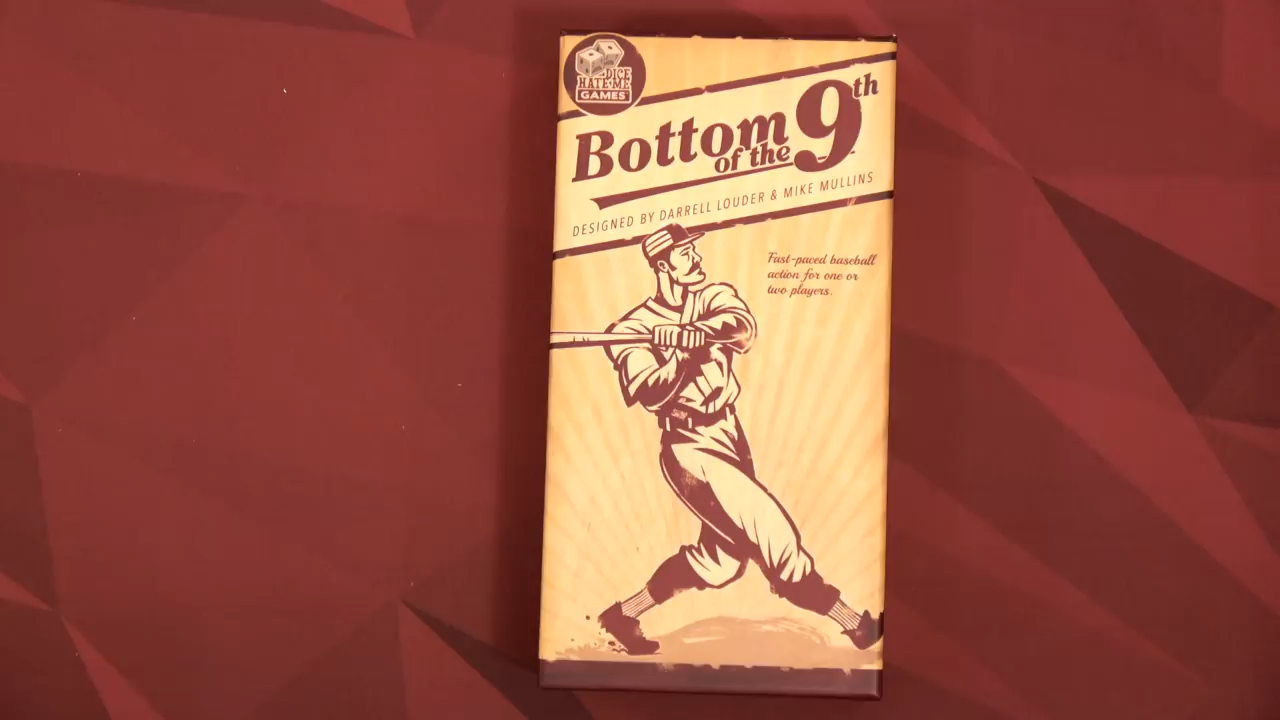 DICE
HATE ME
GAMES
Bottom
of the
9th
DESIGNED BY DARRELL LOUDER & MIKE MULLINS
Fast-paced baseball
action for one or
two players.